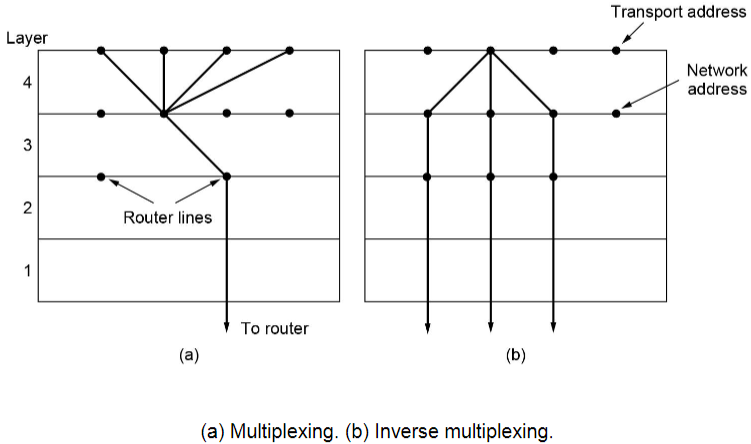 Transport address
Layer
Network
address
4
3
2
Router lines
1
To router
(a)
(b)
(a) Multiplexing. (b) Inverse multiplexing.